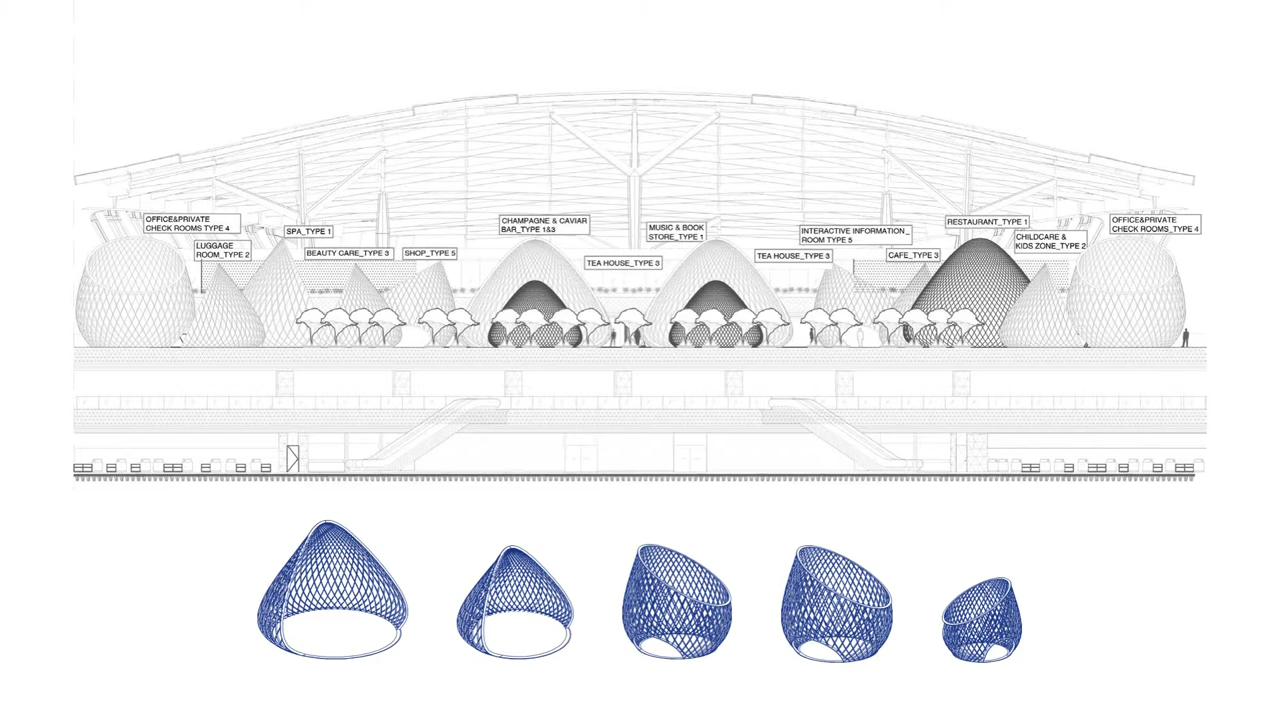 OFFICE&PRIVATE
CHECK ROOMS TYPE 4
LUGGAGE
ROOM_TYPE 2
SPA_TYPE 1
BEAUTY CARE_TYPE 3
SHOP_TYPE 5
CHAMPAGNE & CAVIAR
BAR_TYPE 1&3
TEA HOUSE_TYPE 3
MUSIC & BOOK
STORE_TYPE 1
TEA HOUSE_TYPE 3
INTERACTIVE INFORMATION_
ROOM TYPE 5
CAFE_TYPE 3
RESTAURANT_TYPE 1
CHILDCARE &
KIDS ZONE_TYPE 2
OFFICE&PRIVATE
CHECK ROOMS_TYPE 4